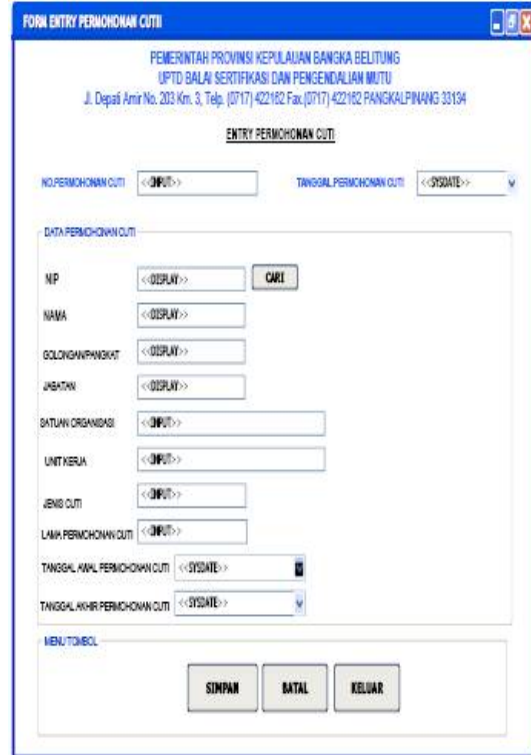 FORM ENTRY PERMOHONAN CUTII
PEMERINTAH PROVINSI KEPULAUAN BANGKA BELITUNG
UPTD BALAI SERTIFIKASI DAN PENGENDALIAN MUTU
Jl. Depati Amir No. 203 Km. 3, Telp. (0717) 422162 Fax.(0717) 422162 PANGKALPINANG 33134
ENTRY PERMOHONAN CUTI
NO.PERMOHONAN CUTI <<INPUT>> TANGGAL.PERMOHONAN CUTI <<SYSDATE>>
DATA PERMOHONAN CUTI
NIP <<DISPLAY>> CARI
NAMA <<DISPLAY>>
GOLONGAN/PANGKAT <<DISPLAY>>
JABATAN <<DISPLAY>>
SATUAN ORGANISASI <<INPUT>>
UNIT KERJA <<INPUT>>
JENIS CUTI <<INPUT>>
LAMA PERMOHONAN CUTI <<INPUT>>
TANGGAL AWAL PERMOHONAN CUTI <<SYSDATE>>
TANGGAL AKHIR PERMOHONAN CUTI <<SYSDATE>>
MENU TOMBOL
SIMPAN BATAL KELUAR